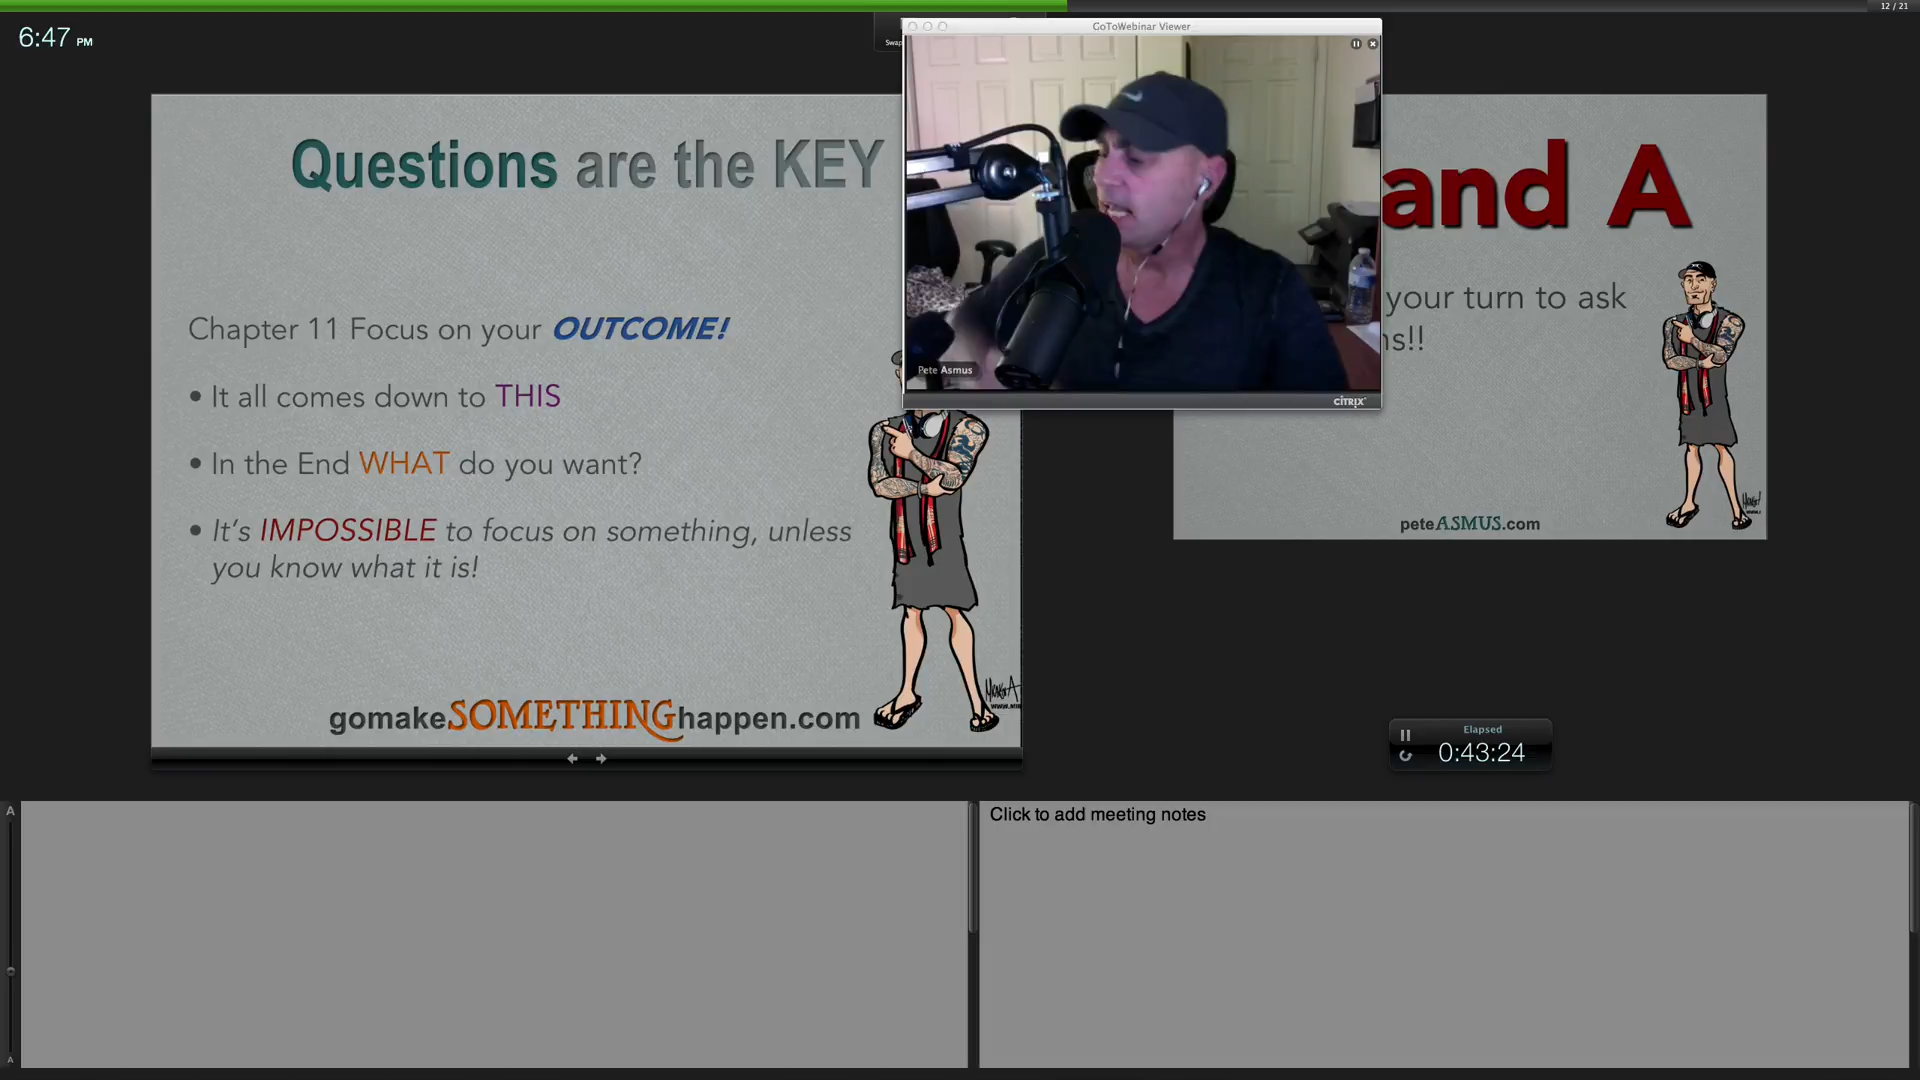 12 / 21
6:47 PM
Swap
GoToWebinar Viewer
Questions are the KEY
and A
Chapter 11 Focus on your OUTCOME!
• It all comes down to THIS
• In the End WHAT do you want?
• It's IMPOSSIBLE to focus on something, unless
you know what it is!
gomakeSOMETHINGhappen.com
Pete Asmus
CiTRIX
your turn to ask
ns!!
peteASMUS.com
Elapsed
0:43:24
A
A
Click to add meeting notes